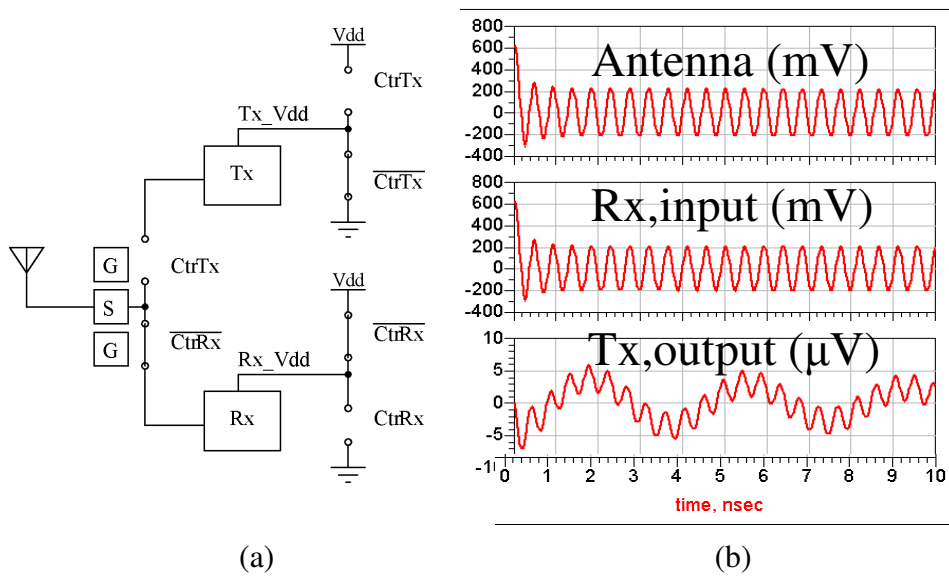 Vdd
CtrTx
Tx_Vdd
Tx
CtrTx
G
CtrTx
S
Vdd
G
CtrRx
CtrRx
Rx_Vdd
Rx
CtrRx
(a)
800
600
400
200
0
-200
-400
Antenna (mV)
800
600
400
200
0
-200
-400
Rx,input (mV)
10
5
0
-5
-1
Tx,output (μV)
0 1 2 3 4 5 6 7 8 9 10
time, nsec
(b)